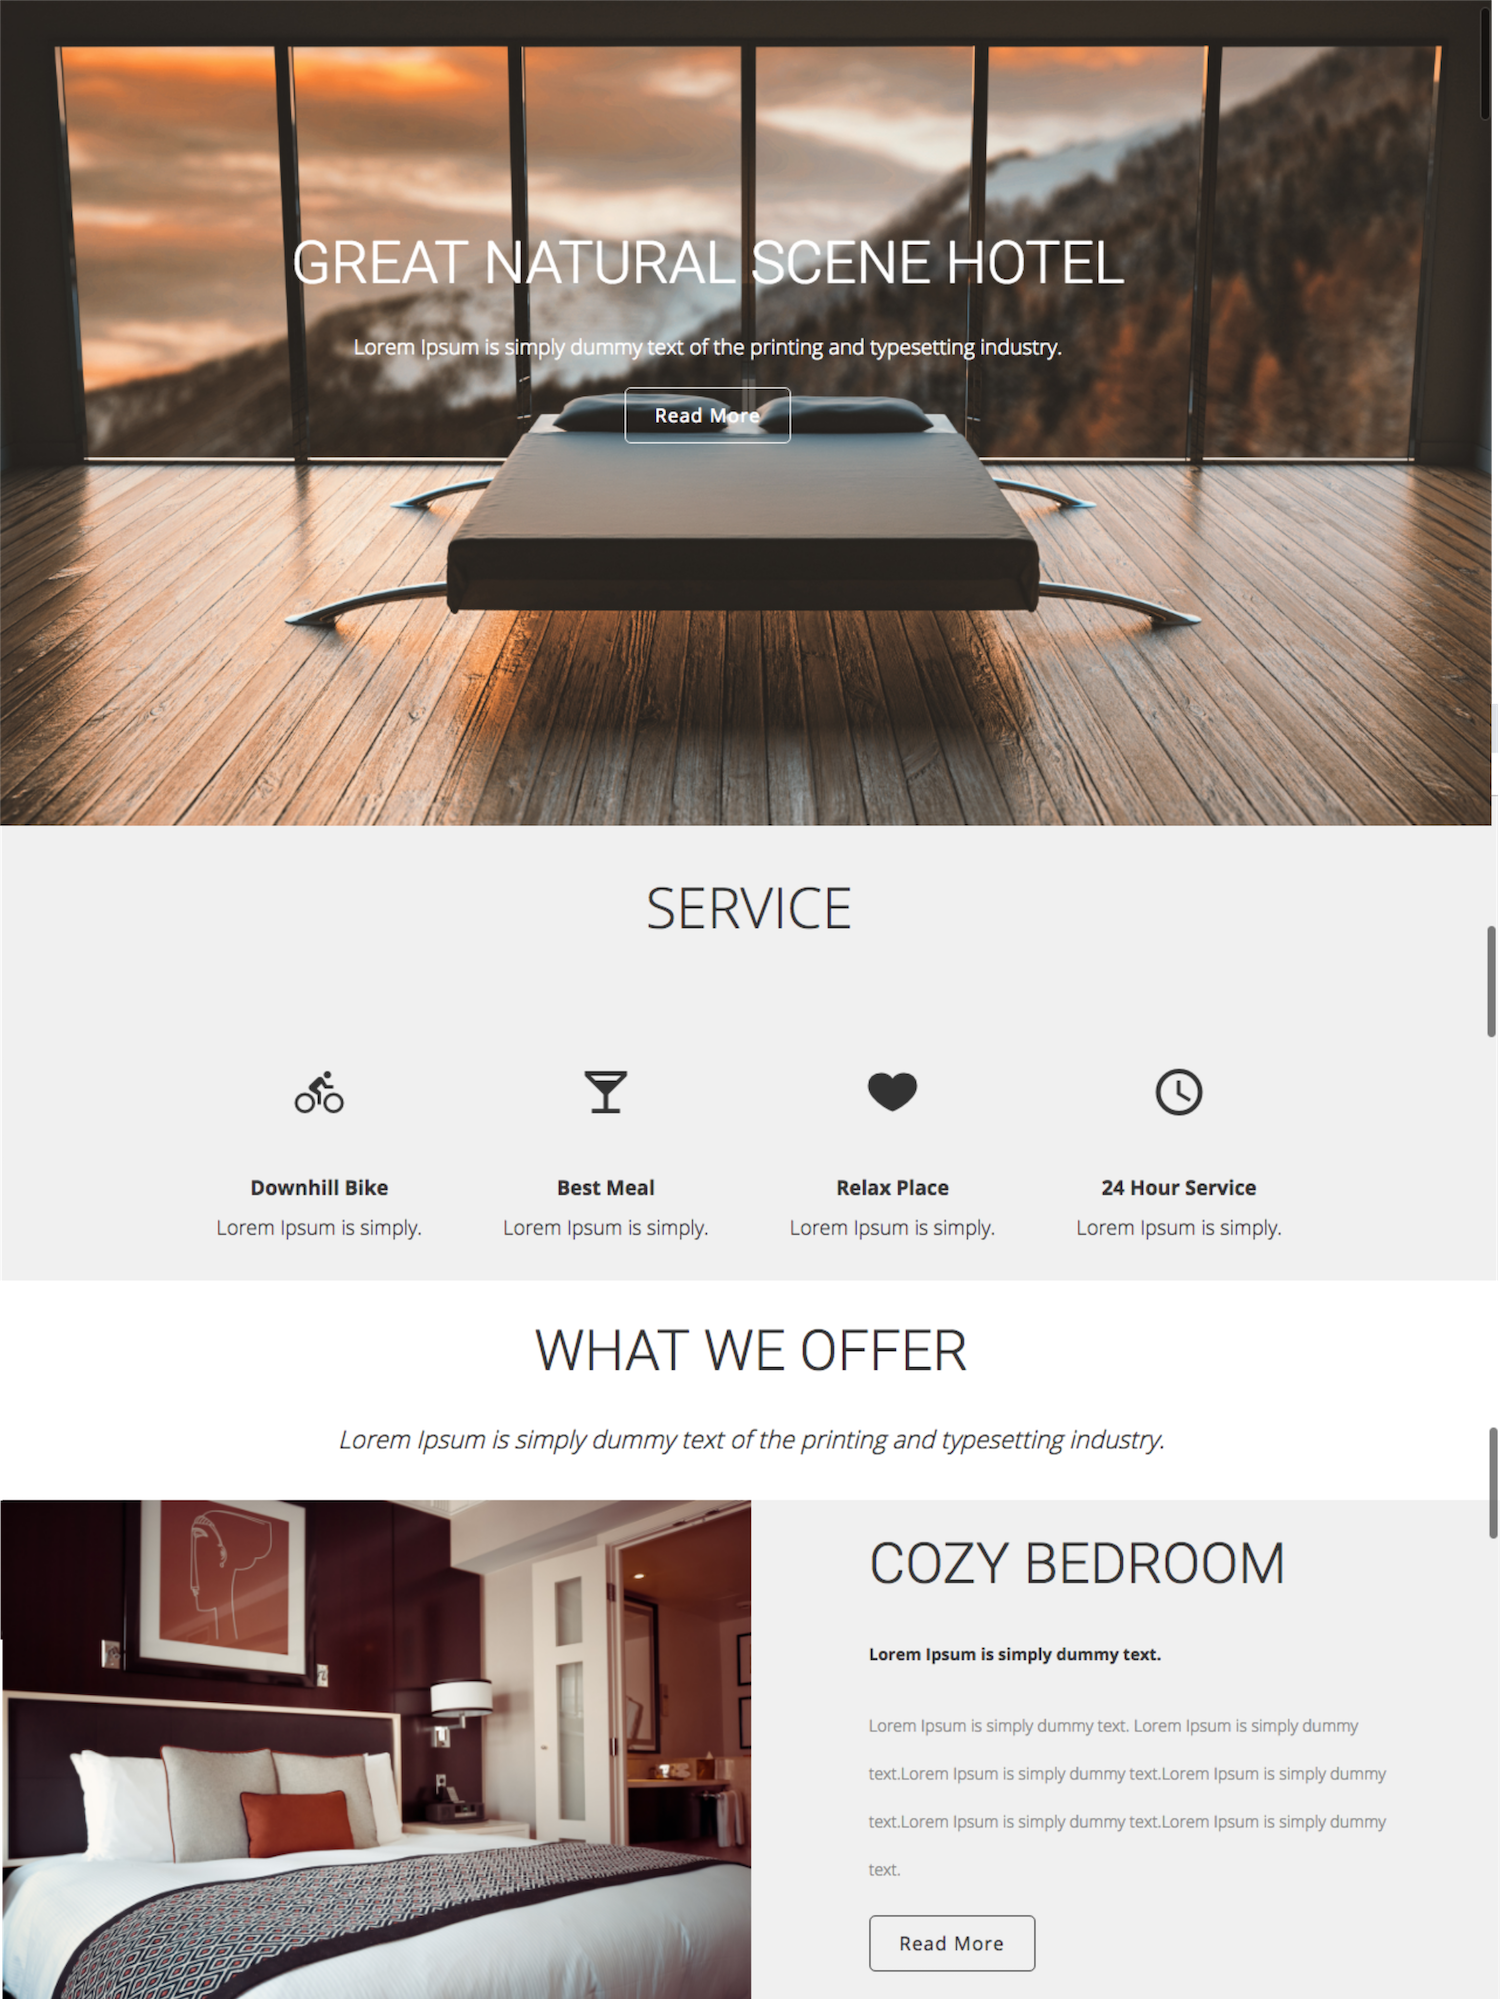 GREAT NATURAL SCENE HOTEL
Lorem Ipsum is simply dummy text of the printing and typesetting industry.
Read More
SERVICE
Downhill Bike
Best Meal
Relax Place
24 Hour Service
Lorem Ipsum is simply.
Lorem Ipsum is simply.
Lorem Ipsum is simply.
Lorem Ipsum is simply.
WHAT WE OFFER
Lorem Ipsum is simply dummy text of the printing and typesetting industry.
COZY BEDROOM
Lorem Ipsum is simply dummy text.
Lorem Ipsum is simply dummy text. Lorem Ipsum is simply dummy
text.Lorem Ipsum is simply dummy text.Lorem Ipsum is simply dummy
text.Lorem Ipsum is simply dummy text.Lorem Ipsum is simply dummy
text.
Read More